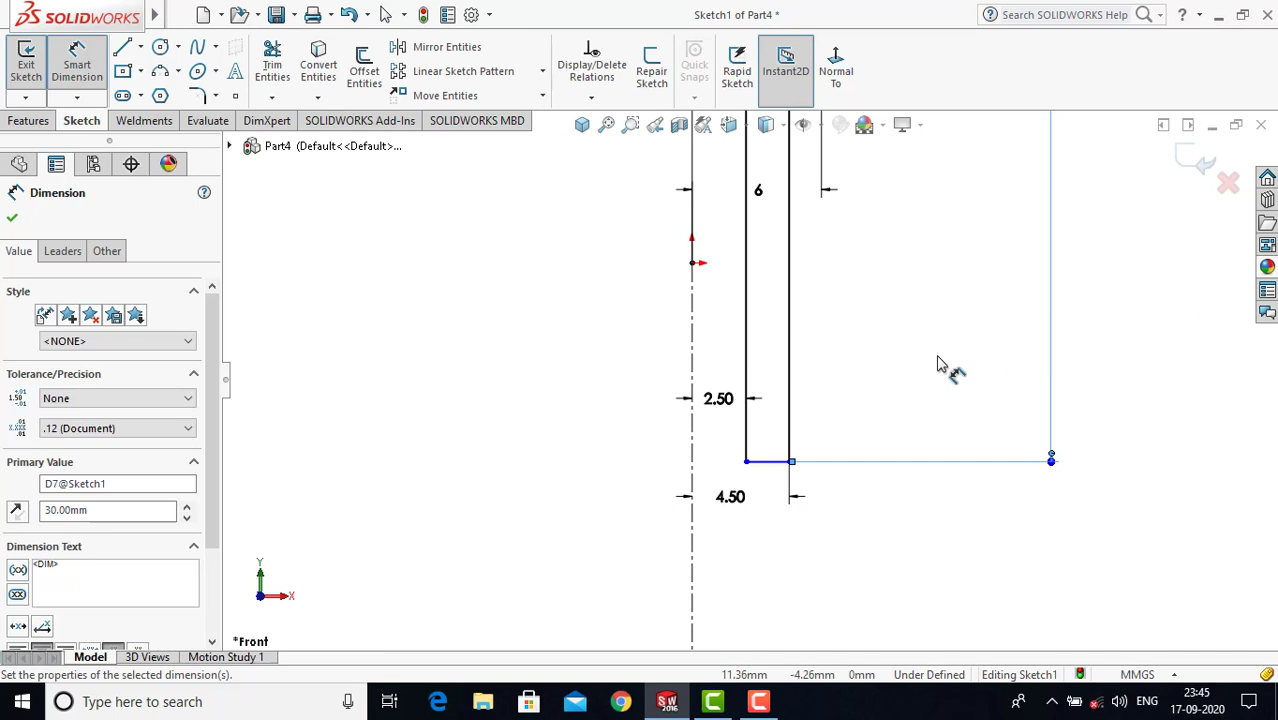 SOLIDWORKS
Sketch1 of Part4 *
Search SOLIDWORKS Help
Exit Sketch
Smart Dimension
Trim Entities
Convert Entities
Offset Entities
Mirror Entities
Linear Sketch Pattern
Move Entities
Display/Delete Relations
Repair Sketch
Quick Snaps
Rapid Sketch
Instant2D
Normal To
Features Sketch Weldments Evaluate DimXpert SOLIDWORKS Add-Ins SOLIDWORKS MBD
Part4 (Default<<Default>...
Dimension
Value Leaders Other
Style
<NONE>
Tolerance/Precision
None
.12 (Document)
Primary Value
D7@Sketch1
30.00mm
Dimension Text
<DIM>
6
2.50
4.50
Y
X
*Front
Model 3D Views Motion Study 1
Set the properties of the selected dimension(s). 11.36mm -4.26mm 0mm Under Defined Editing Sketch1 MMGS
Type here to search
SW
2016
ENG
23:45
17-09-2020